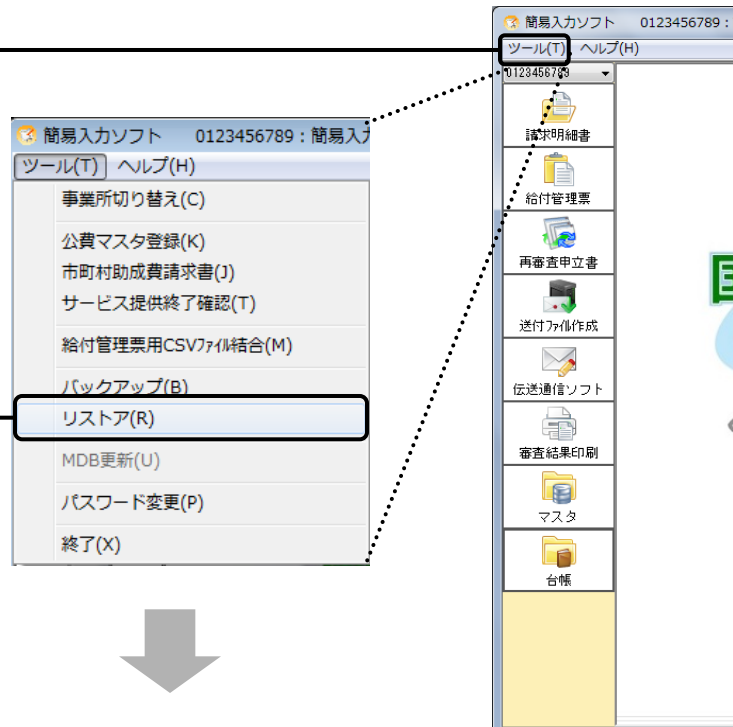 簡易入力ソフト 0123456789：
ツール(T) ヘルプ(H)
0123456789
請求明細書
給付管理票
再審査申立書
送付ファイル作成
伝送通信ソフト
審査結果印刷
マスタ
台帳
簡易入力ソフト 0123456789：簡易入
ツール(T) ヘルプ(H)
事業所切り替え(C)
公費マスタ登録(K)
市町村助成費請求書(J)
サービス提供終了確認(T)
給付管理票用CSVファイル結合(M)
バックアップ(B)
リストア(R)
MDB更新(U)
パスワード変更(P)
終了(X)